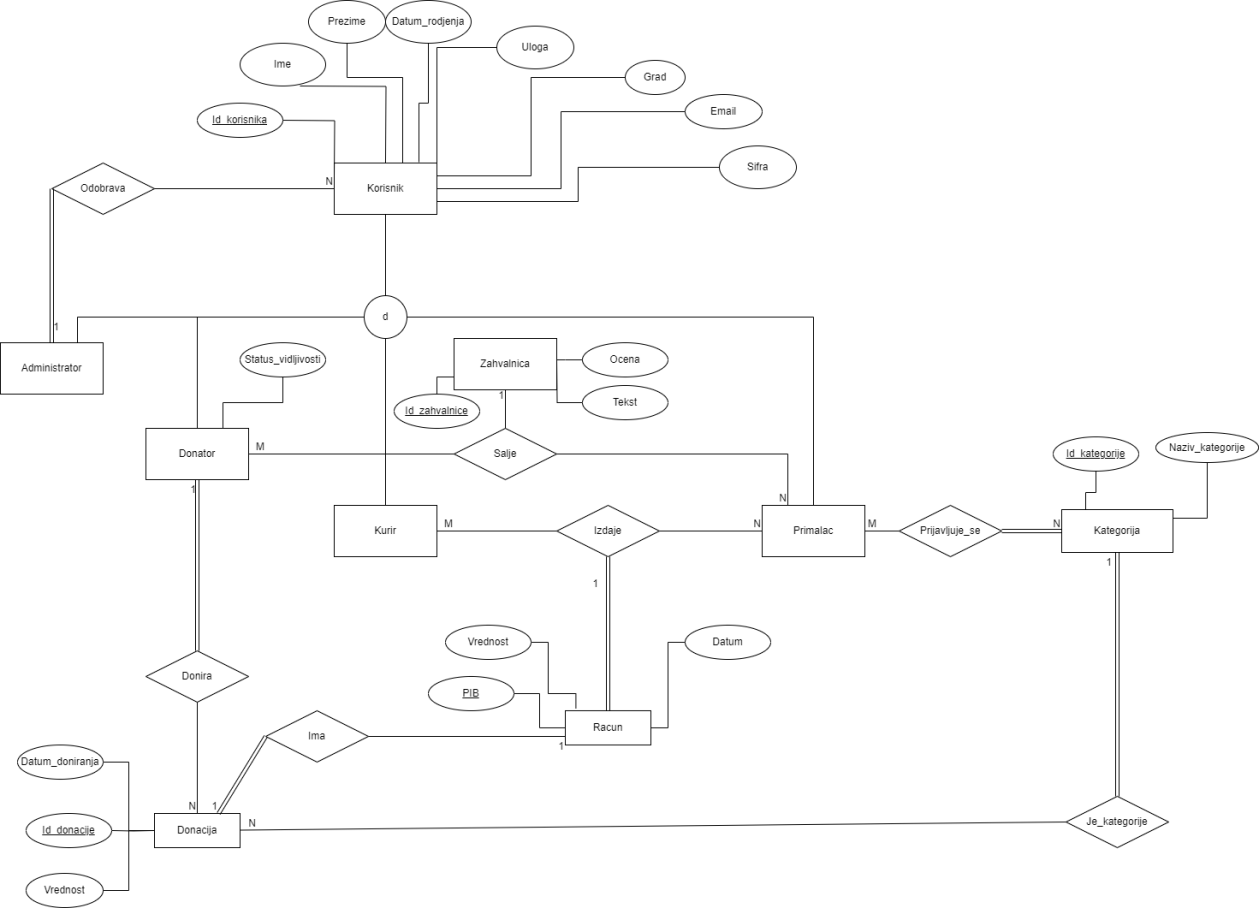 Prezime
Datum_rodjenja
Uloga
Ime
Grad
Email
Id_korisnika
Sifra
Odobrava
N
Korisnik
d
1
Administrator
Status_vidljivosti
Zahvalnica
Ocena
1
Id_zahvalnice
Tekst
Donator
M
Salje
Id_kategorije
Naziv_kategorije
1
N
Kurir
M
Izdaje
N
Primalac
M
Prijavljuje_se
N
Kategorija
1
1
Vrednost
Datum
Donira
PIB
Racun
Ima
1
Datum_doniranja
N
1
Donacija
N
Je_kategorije
Id_donacije
Vrednost